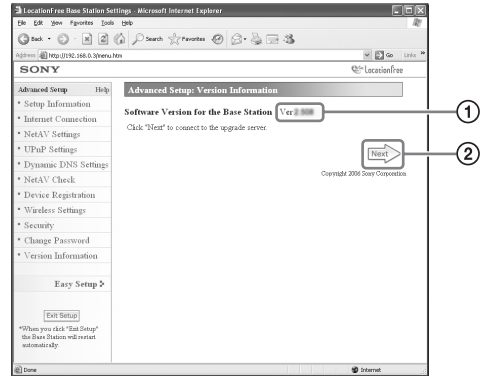 LocationFree Base Station Settings - Microsoft Internet Explorer
File Edit View Favorites Tools Help
Back Search Favorites
Address http://192.168.0.3/menu.htm Go Links »
SONY LocationFree
Advanced Setup Help
Advanced Setup: Version Information
* Setup Information
* Internet Connection
* NetAV Settings
* UPnP Settings
* Dynamic DNS Settings
* NetAV Check
* Device Registration
* Wireless Settings
* Security
* Change Password
* Version Information
Easy Setup
Exit Setup
*When you click "Exit Setup"
the Base Station will restart
automatically.
Software Version for the Base Station Ver
Click "Next" to connect to the upgrade server.
Next
Copyright 2006 Sony Corporation
1
2
Done Internet